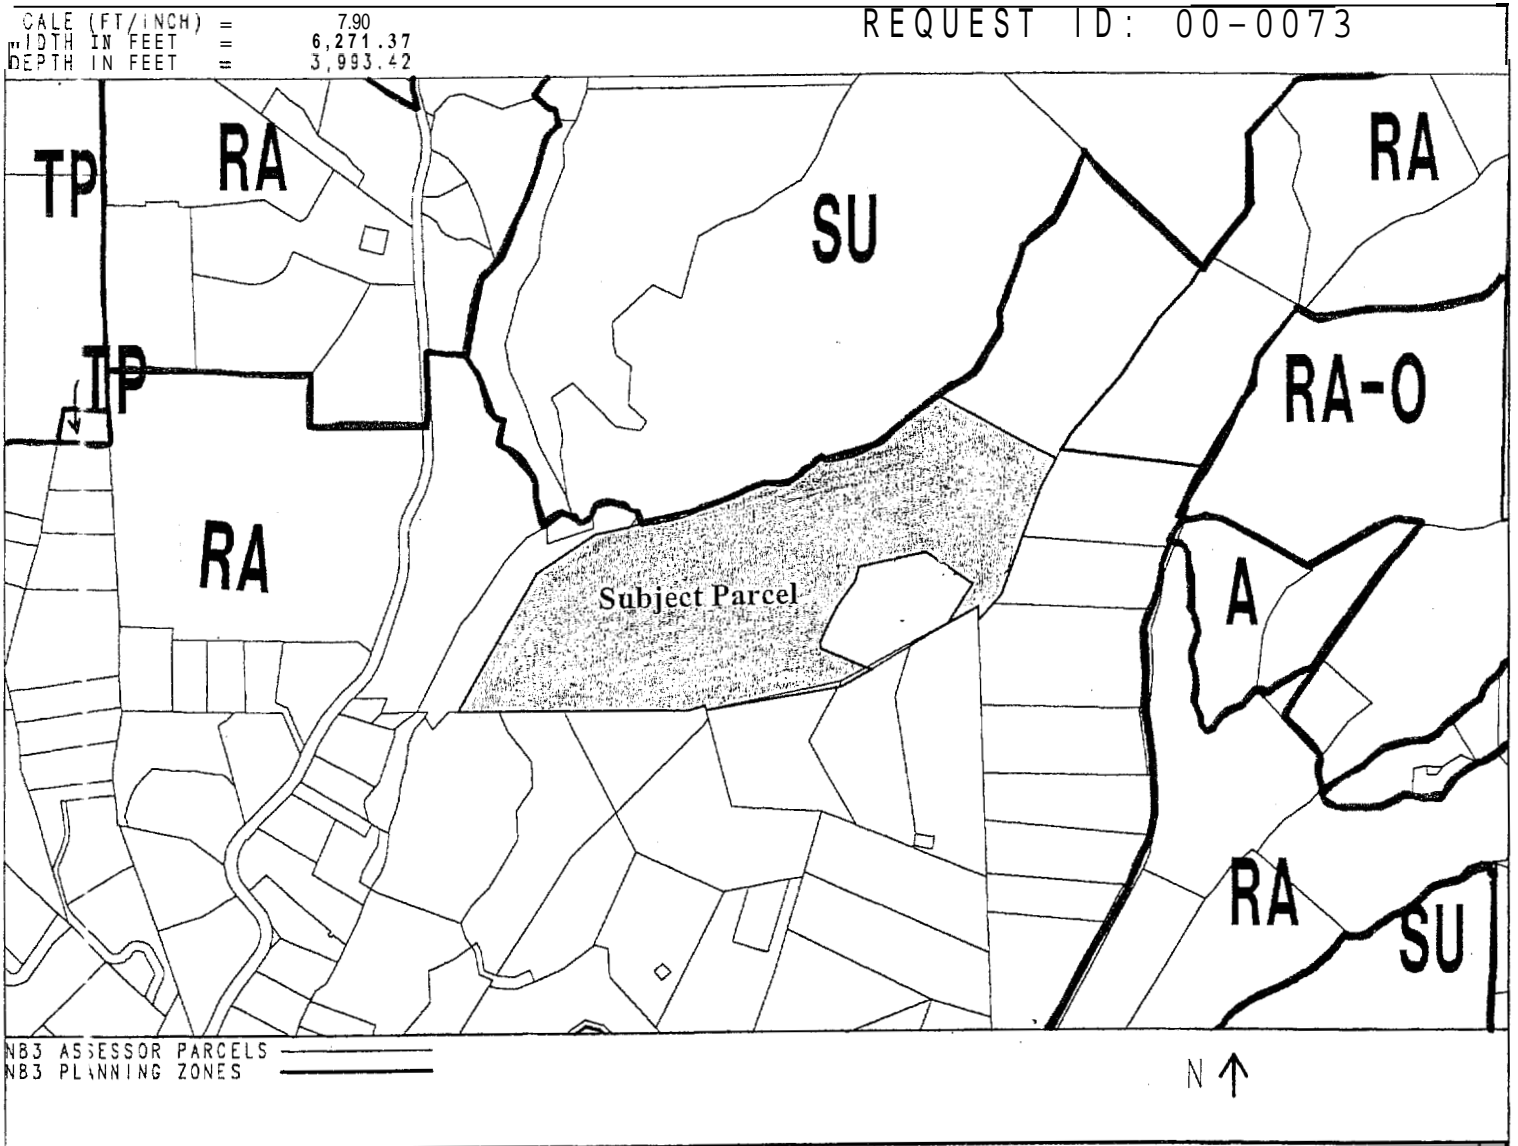 CALE (FT/INCH) = 7.90
WIDTH IN FEET = 6,271.37
DEPTH IN FEET = 3,993.42
REQUEST ID: 00-0073
TP
RA
SU
RA
TP
RA-O
RA
Subject Parcel
A
RA
SU
NB3 ASSESSOR PARCELS
NB3 PLANNING ZONES
N